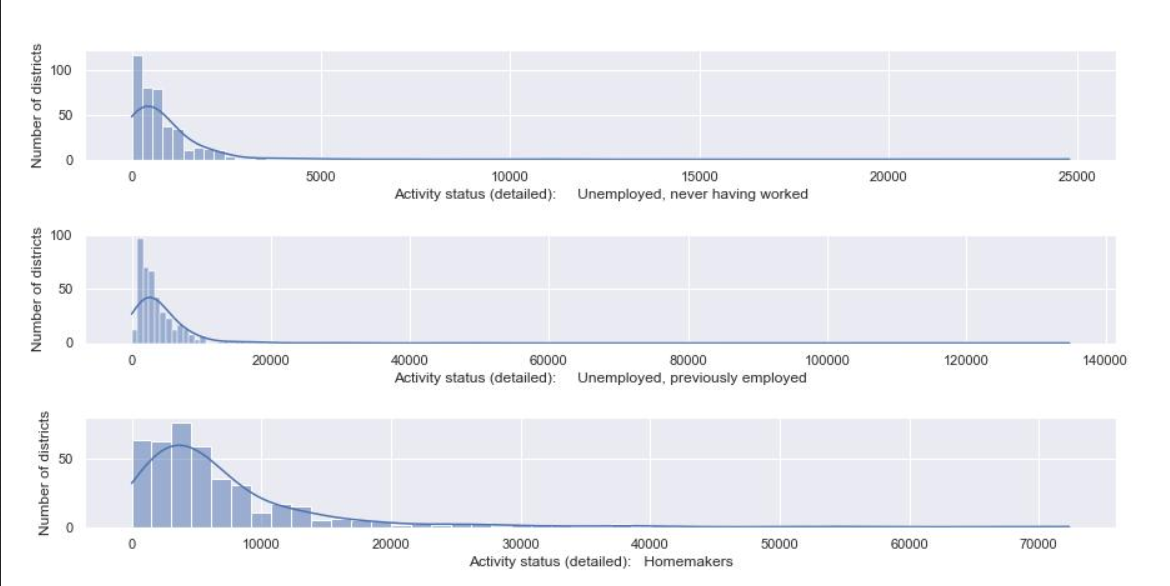 Number of districts
100
50
0
0 5000 10000 15000 20000 25000
Activity status (detailed): Unemployed, never having worked
Number of districts
100
50
0
0 20000 40000 60000 80000 100000 120000 140000
Activity status (detailed): Unemployed, previously employed
Number of districts
50
0
0 10000 20000 30000 40000 50000 60000 70000
Activity status (detailed): Homemakers